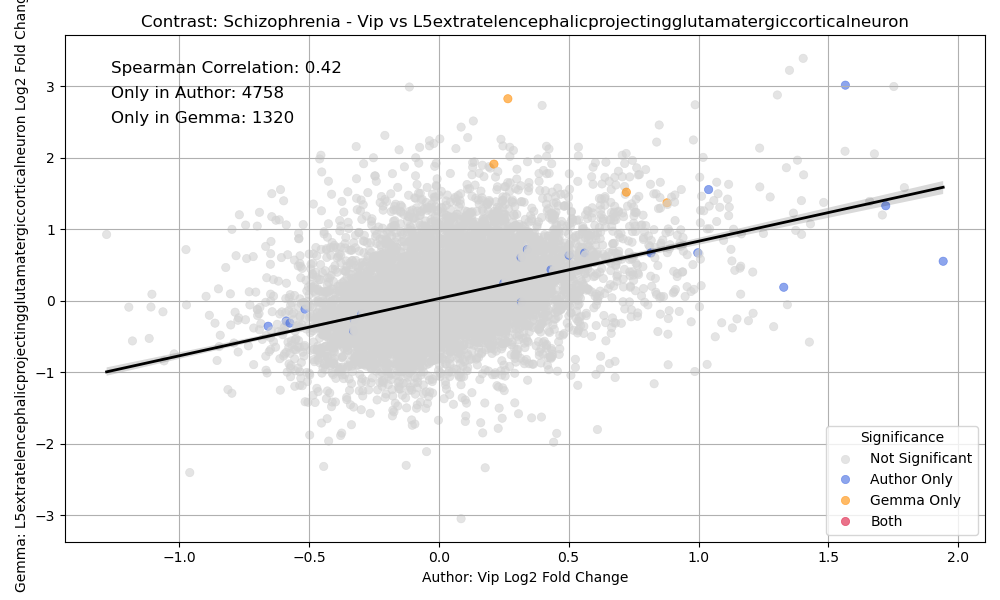 Contrast: Schizophrenia - Vip vs L5extratelencephalicprojectingglutamatergiccorticalneuron
Gemma: L5extratelencephalicprojectingglutamatergiccorticalneuron Log2 Fold Chang
Spearman Correlation: 0.42
Only in Author: 4758
Only in Gemma: 1320
3
2
1
0
−1
−2
−3
Significance
Not Significant
Author Only
Gemma Only
Both
−1.0 −0.5 0.0 0.5 1.0 1.5 2.0
Author: Vip Log2 Fold Change